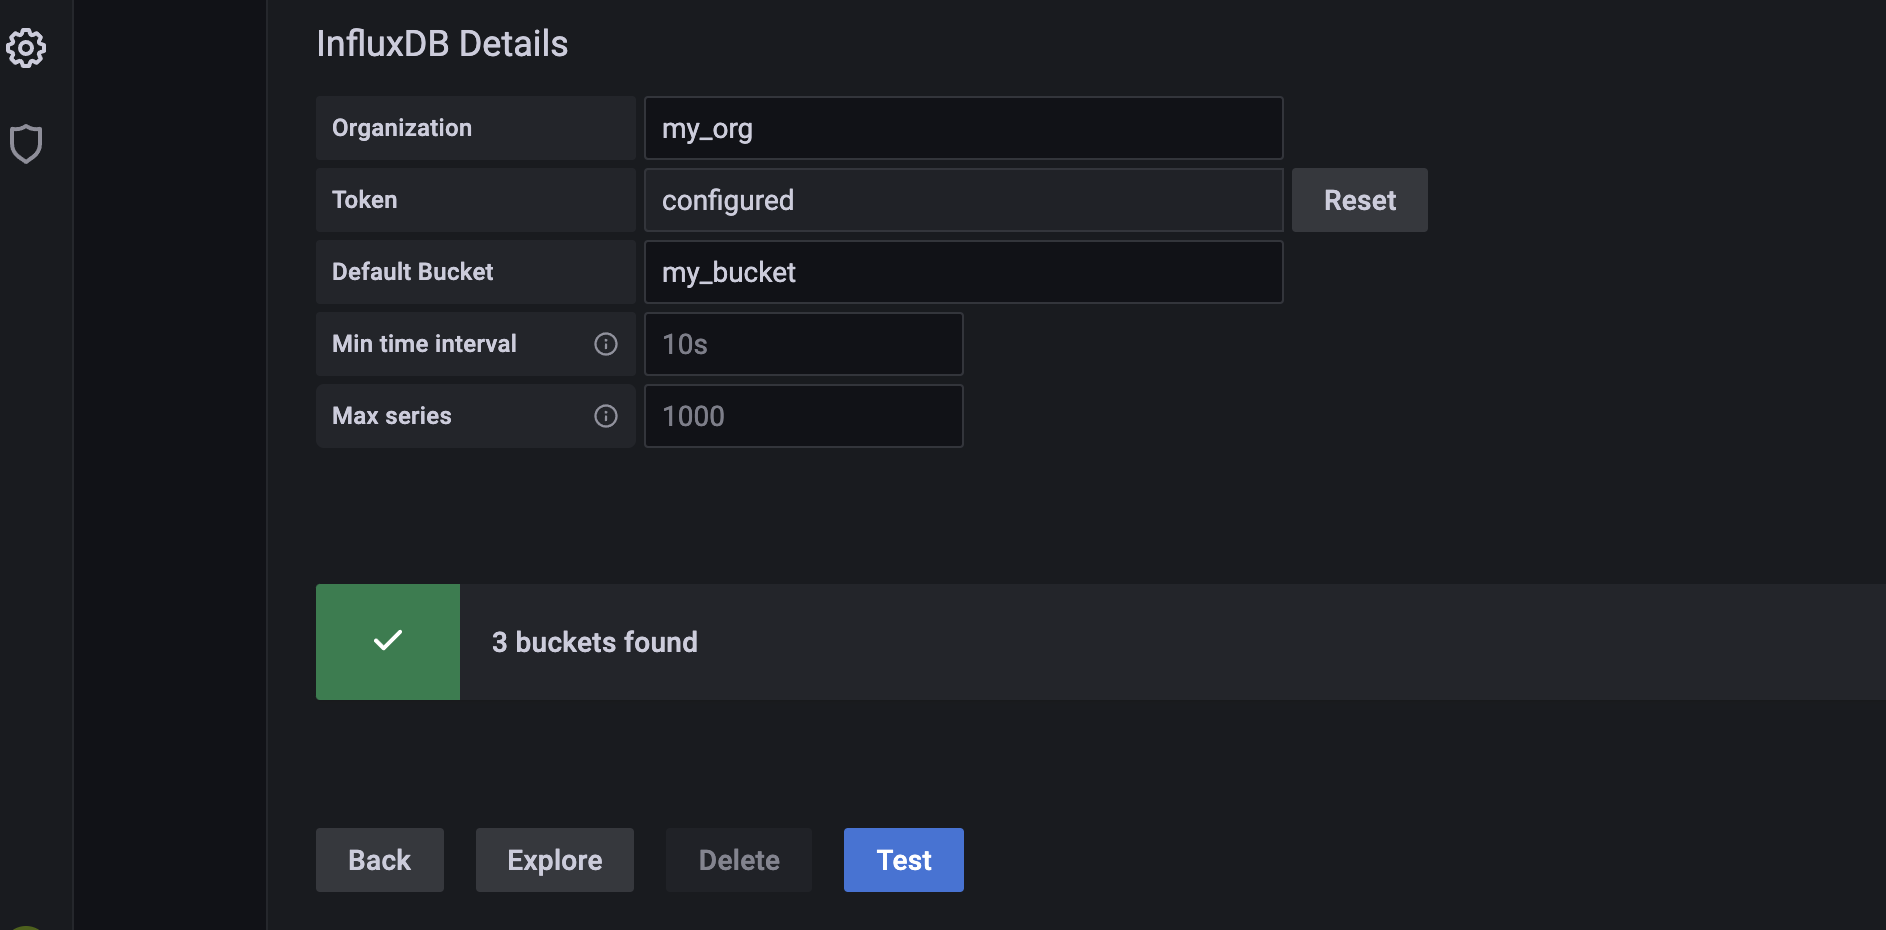 InfluxDB Details
Organization my_org
Token configured Reset
Default Bucket my_bucket
Min time interval 10s
Max series 1000
3 buckets found
Back Explore Delete Test